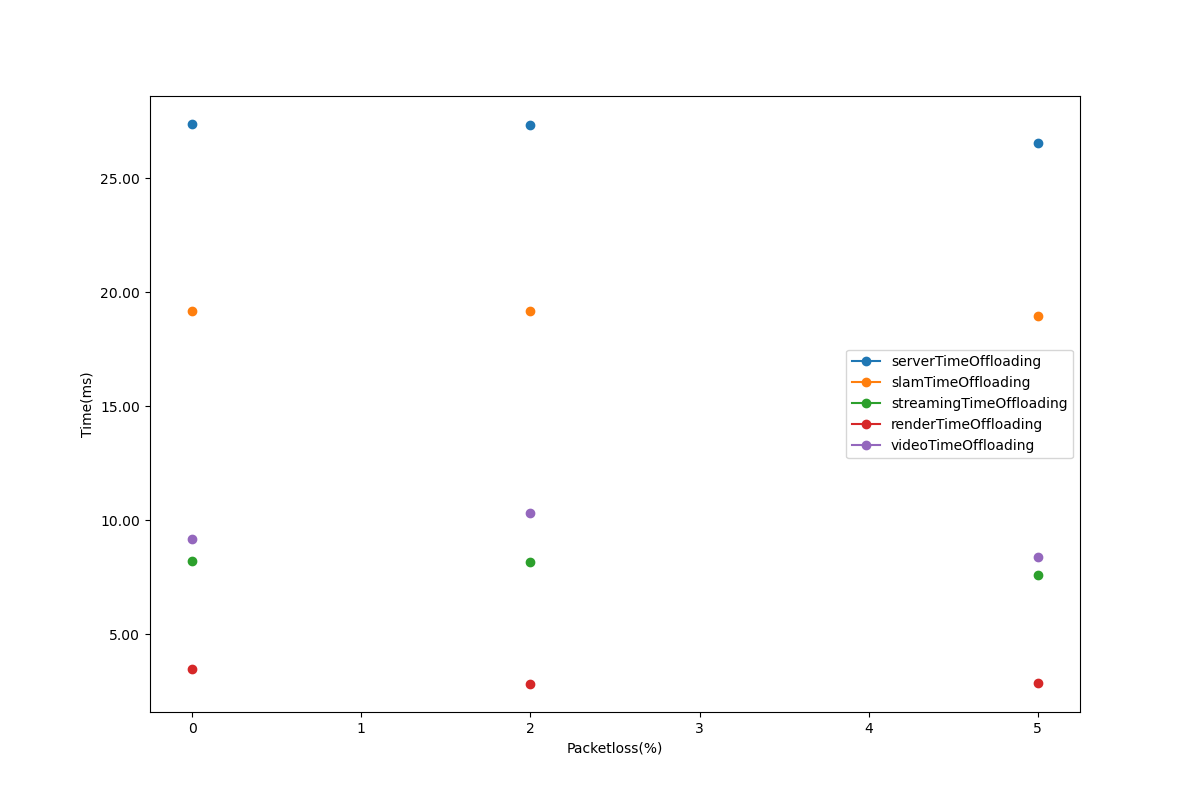 25.00
20.00
15.00
10.00
5.00
Time(ms)
serverTimeOffloading
slamTimeOffloading
streamingTimeOffloading
renderTimeOffloading
videoTimeOffloading
0 1 2 3 4 5
Packetloss(%)